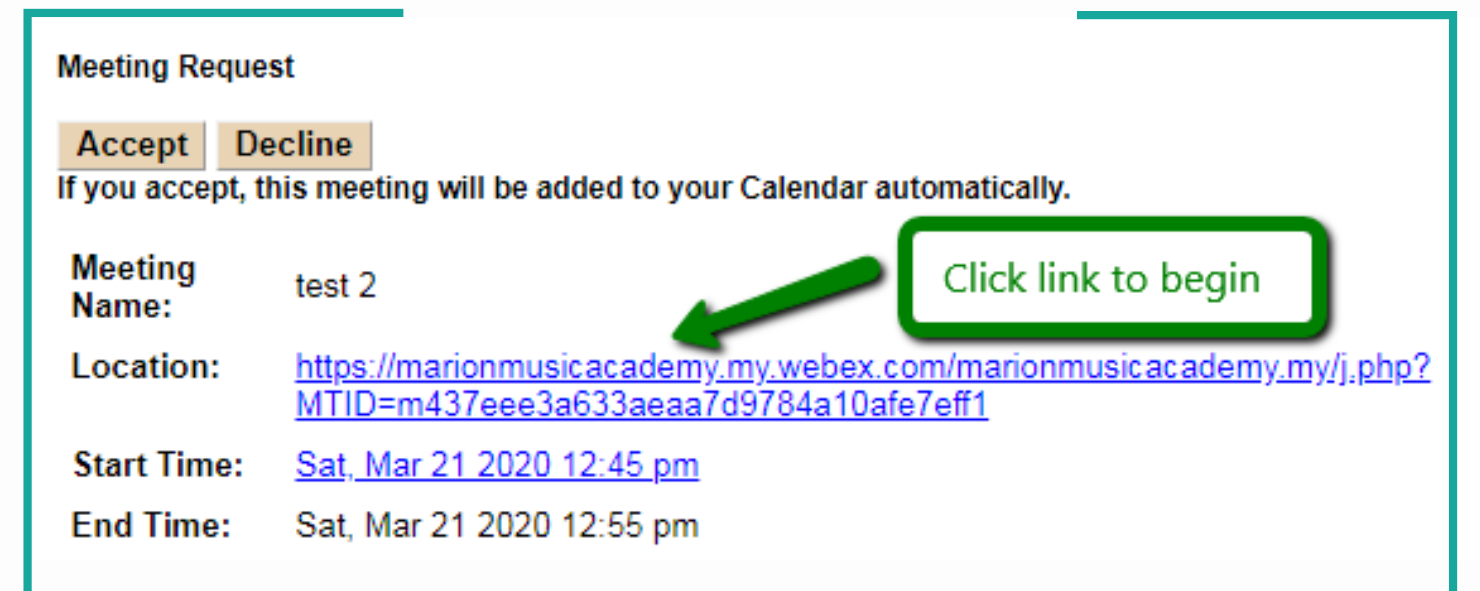 Meeting Request
Accept Decline
If you accept, this meeting will be added to your Calendar automatically.
Click link to begin
Meeting
Name: test 2
Location: https://marionmusicacademy.my.webex.com/marionmusicacademy.my/j.php?
MTID=m437eee3a633aeaa7d9784a10afe7eff1
Start Time: Sat, Mar 21 2020 12:45 pm
End Time: Sat, Mar 21 2020 12:55 pm